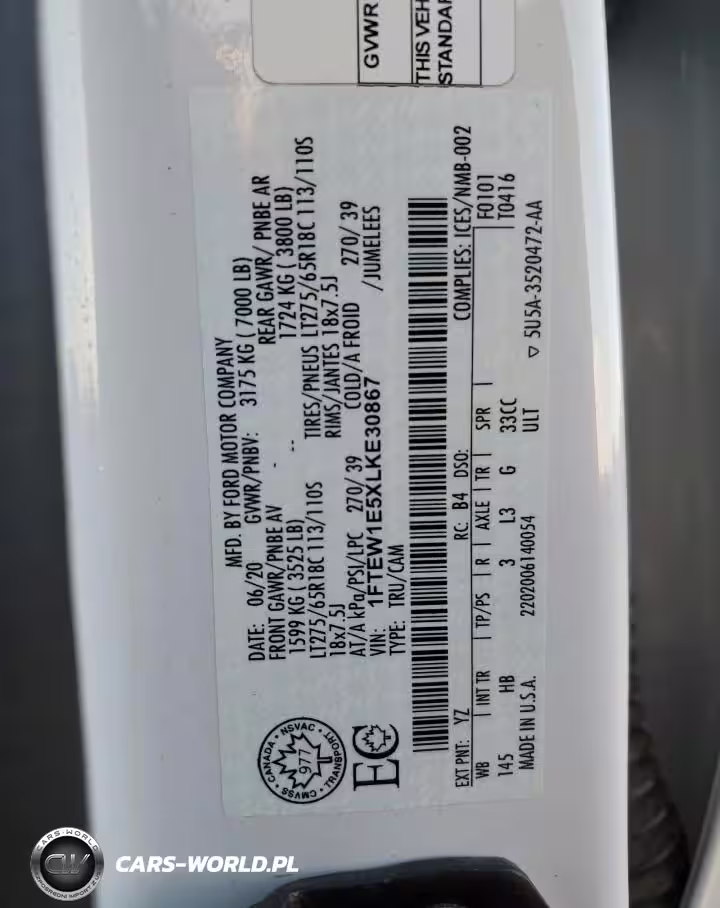 GVWR
THIS VEH
STANDAR
MFD. BY FORD MOTOR COMPANY
DATE: 06/20 GVWR/PNBV: 3175 KG ( 7000 LB)
FRONT GAWR/PNBE AV REAR GAWR/ PNBE AR
1599 KG ( 3525 LB) 1724 KG ( 3800 LB)
LT275/65R18C 113/110S TIRES/PNEUS LT275/65R18C 113/110S
18x7.5J RIMS/JANTES 18x7.5J
AT/A kPa/PSI/LPC 270/ 39 COLD/A FROID 270/ 39
VIN: 1FTEW1E5XLKE30867 /JUMELEES
TYPE: TRU/CAM
CANADA • NSVAC • TRANSPORT • CMVSS
977
EC
EXT PNT: YZ RC: B4 DSO: COMPLIES: ICES/NMB-002
WB INT TR TP/PS R AXLE TR SPR F0101
145 HB 3 L3 G 33CC T0416
ULT
MADE IN U.S.A. 2202006140054 ▽ 5U5A-3520472-AA
CARS-WORLD
CW
CARS-WORLD.PL